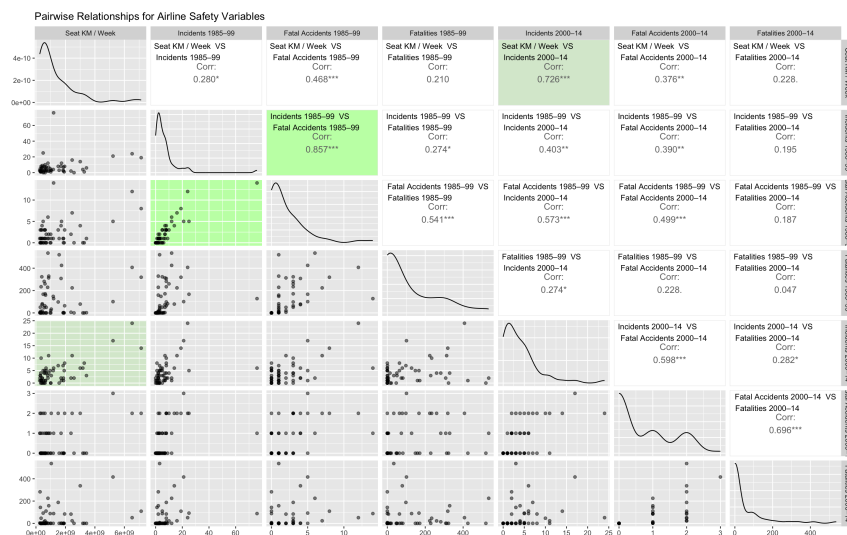 Pairwise Relationships for Airline Safety Variables
Seat KM / Week
Incidents 1985–99
Fatal Accidents 1985–99
Fatalities 1985–99
Incidents 2000–14
Fatal Accidents 2000–14
Fatalities 2000–14
4e-10
2e-10
0e+00
Seat KM / Week VS
Incidents 1985–99
Corr:
0.280*
Seat KM / Week VS
Fatal Accidents 1985–99
Corr:
0.468***
Seat KM / Week VS
Fatalities 1985–99
Corr:
0.210
Seat KM / Week VS
Incidents 2000–14
Corr:
0.726***
Seat KM / Week VS
Fatal Accidents 2000–14
Corr:
0.376**
Seat KM / Week VS
Fatalities 2000–14
Corr:
0.228.
60
40
20
0
Incidents 1985–99 VS
Fatal Accidents 1985–99
Corr:
0.857***
Incidents 1985–99 VS
Fatalities 1985–99
Corr:
0.274*
Incidents 1985–99 VS
Incidents 2000–14
Corr:
0.403**
Incidents 1985–99 VS
Fatal Accidents 2000–14
Corr:
0.390**
Incidents 1985–99 VS
Fatalities 2000–14
Corr:
0.195
10
5
0
Fatal Accidents 1985–99 VS
Fatalities 1985–99
Corr:
0.541***
Fatal Accidents 1985–99 VS
Incidents 2000–14
Corr:
0.573***
Fatal Accidents 1985–99 VS
Fatal Accidents 2000–14
Corr:
0.499***
Fatal Accidents 1985–99 VS
Fatalities 2000–14
Corr:
0.187
400
200
0
Fatalities 1985–99 VS
Incidents 2000–14
Corr:
0.274*
Fatalities 1985–99 VS
Fatal Accidents 2000–14
Corr:
0.228.
Fatalities 1985–99 VS
Fatalities 2000–14
Corr:
0.047
25
20
15
10
5
0
Incidents 2000–14 VS
Fatal Accidents 2000–14
Corr:
0.598***
Incidents 2000–14 VS
Fatalities 2000–14
Corr:
0.282*
3
2
1
0
Fatal Accidents 2000–14 VS
Fatalities 2000–14
Corr:
0.696***
400
200
0
0e+00 2e+09 4e+09 6e+09
0 20 40 60
0 5 10
0 200 400
0 5 10 15 20 25
0 1 2 3
0 200 400